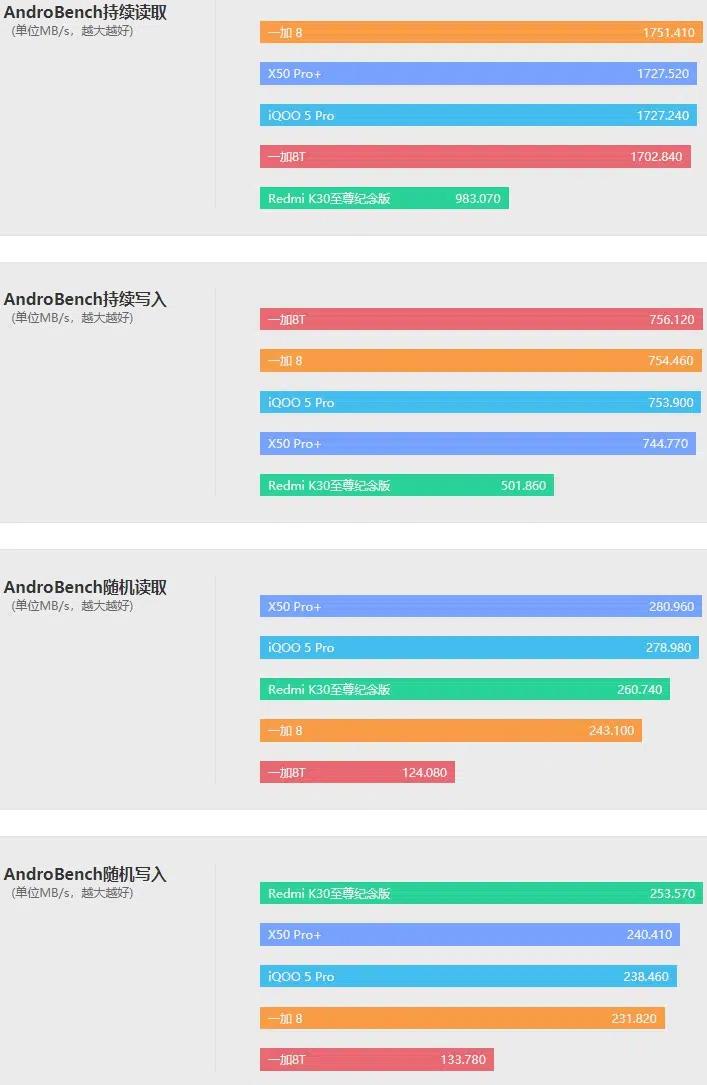 AndroBench持续读取
(单位MB/s，越大越好)
一加 8 1751.410
X50 Pro+ 1727.520
iQOO 5 Pro 1727.240
一加8T 1702.840
Redmi K30至尊纪念版 983.070
AndroBench持续写入
(单位MB/s，越大越好)
一加8T 756.120
一加 8 754.460
iQOO 5 Pro 753.900
X50 Pro+ 744.770
Redmi K30至尊纪念版 501.860
AndroBench随机读取
(单位MB/s，越大越好)
X50 Pro+ 280.960
iQOO 5 Pro 278.980
Redmi K30至尊纪念版 260.740
一加 8 243.100
一加8T 124.080
AndroBench随机写入
(单位MB/s，越大越好)
Redmi K30至尊纪念版 253.570
X50 Pro+ 240.410
iQOO 5 Pro 238.460
一加 8 231.820
一加8T 133.780